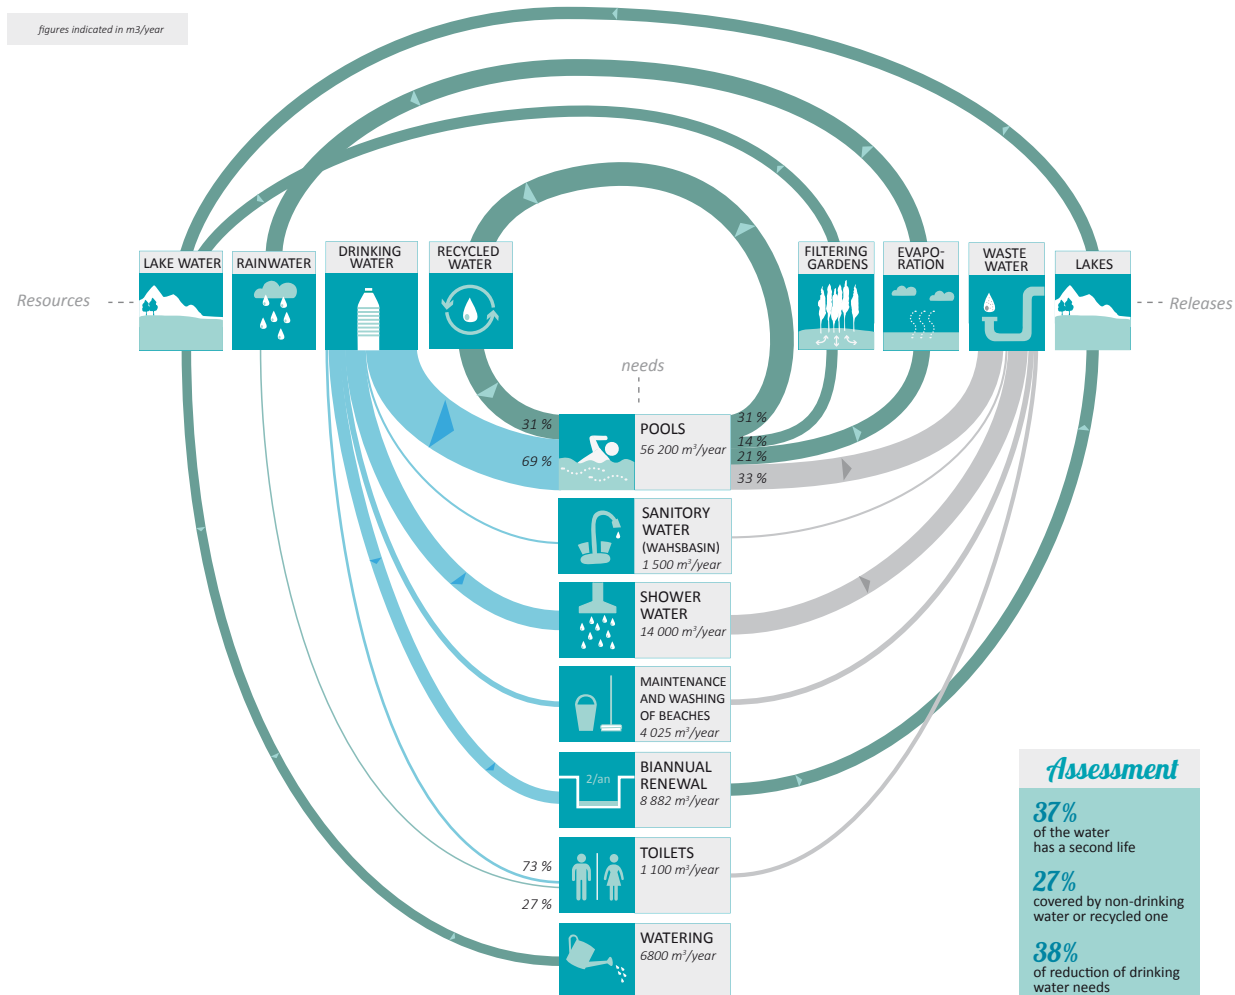 figures indicated in m3/year
LAKE WATER
RAINWATER
DRINKING
WATER
RECYCLED
WATER
FILTERING
GARDENS
EVAPO-
RATION
WASTE
WATER
LAKES
Resources
Releases
needs
31 %
69 %
POOLS
56 200 m³/year
31 %
14 %
21 %
33 %
SANITORY
WATER
(WAHSBASIN)
1 500 m³/year
SHOWER
WATER
14 000 m³/year
MAINTENANCE
AND WASHING
OF BEACHES
4 025 m³/year
2/an
BIANNUAL
RENEWAL
8 882 m³/year
73 %
27 %
TOILETS
1 100 m³/year
WATERING
6800 m³/year
Assessment
37%
of the water
has a second life
27%
covered by non-drinking
water or recycled one
38%
of reduction of drinking
water needs